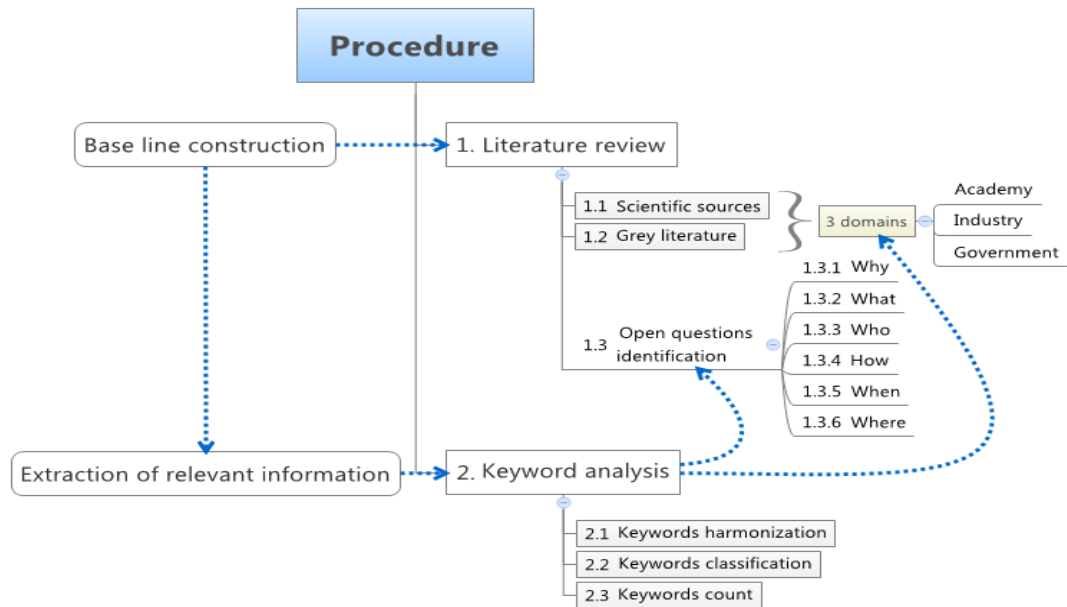 Procedure
Base line construction
1. Literature review
1.1 Scientific sources
1.2 Grey literature
3 domains
Academy
Industry
Government
1.3 Open questions
identification
1.3.1 Why
1.3.2 What
1.3.3 Who
1.3.4 How
1.3.5 When
1.3.6 Where
Extraction of relevant information
2. Keyword analysis
2.1 Keywords harmonization
2.2 Keywords classification
2.3 Keywords count